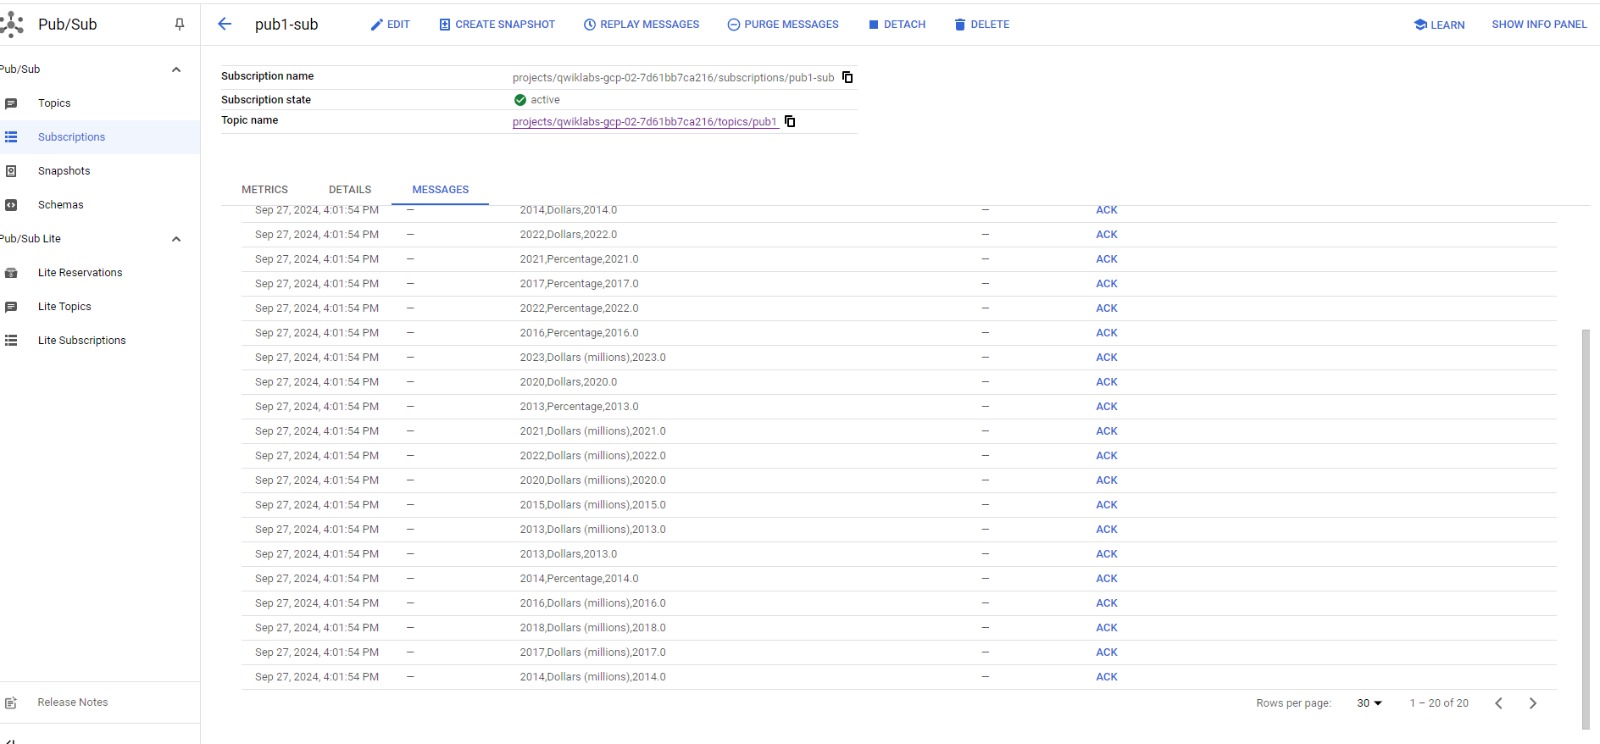 Pub/Sub
pub1-sub
EDIT
CREATE SNAPSHOT
REPLAY MESSAGES
PURGE MESSAGES
DETACH
DELETE
LEARN
SHOW INFO PANEL
Pub/Sub
Topics
Subscriptions
Snapshots
Schemas
Pub/Sub Lite
Lite Reservations
Lite Topics
Lite Subscriptions
Release Notes
Subscription name projects/qwiklabs-gcp-02-7d61bb7ca216/subscriptions/pub1-sub
Subscription state active
Topic name projects/qwiklabs-gcp-02-7d61bb7ca216/topics/pub1
METRICS DETAILS MESSAGES
Sep 27, 2024, 4:01:54 PM — 2014,Dollars,2014.0 — ACK
Sep 27, 2024, 4:01:54 PM — 2022,Dollars,2022.0 — ACK
Sep 27, 2024, 4:01:54 PM — 2021,Percentage,2021.0 — ACK
Sep 27, 2024, 4:01:54 PM — 2017,Percentage,2017.0 — ACK
Sep 27, 2024, 4:01:54 PM — 2022,Percentage,2022.0 — ACK
Sep 27, 2024, 4:01:54 PM — 2016,Percentage,2016.0 — ACK
Sep 27, 2024, 4:01:54 PM — 2023,Dollars (millions),2023.0 — ACK
Sep 27, 2024, 4:01:54 PM — 2020,Dollars,2020.0 — ACK
Sep 27, 2024, 4:01:54 PM — 2013,Percentage,2013.0 — ACK
Sep 27, 2024, 4:01:54 PM — 2021,Dollars (millions),2021.0 — ACK
Sep 27, 2024, 4:01:54 PM — 2022,Dollars (millions),2022.0 — ACK
Sep 27, 2024, 4:01:54 PM — 2020,Dollars (millions),2020.0 — ACK
Sep 27, 2024, 4:01:54 PM — 2015,Dollars (millions),2015.0 — ACK
Sep 27, 2024, 4:01:54 PM — 2013,Dollars (millions),2013.0 — ACK
Sep 27, 2024, 4:01:54 PM — 2013,Dollars,2013.0 — ACK
Sep 27, 2024, 4:01:54 PM — 2014,Percentage,2014.0 — ACK
Sep 27, 2024, 4:01:54 PM — 2016,Dollars (millions),2016.0 — ACK
Sep 27, 2024, 4:01:54 PM — 2018,Dollars (millions),2018.0 — ACK
Sep 27, 2024, 4:01:54 PM — 2017,Dollars (millions),2017.0 — ACK
Sep 27, 2024, 4:01:54 PM — 2014,Dollars (millions),2014.0 — ACK
Rows per page: 30 1 – 20 of 20